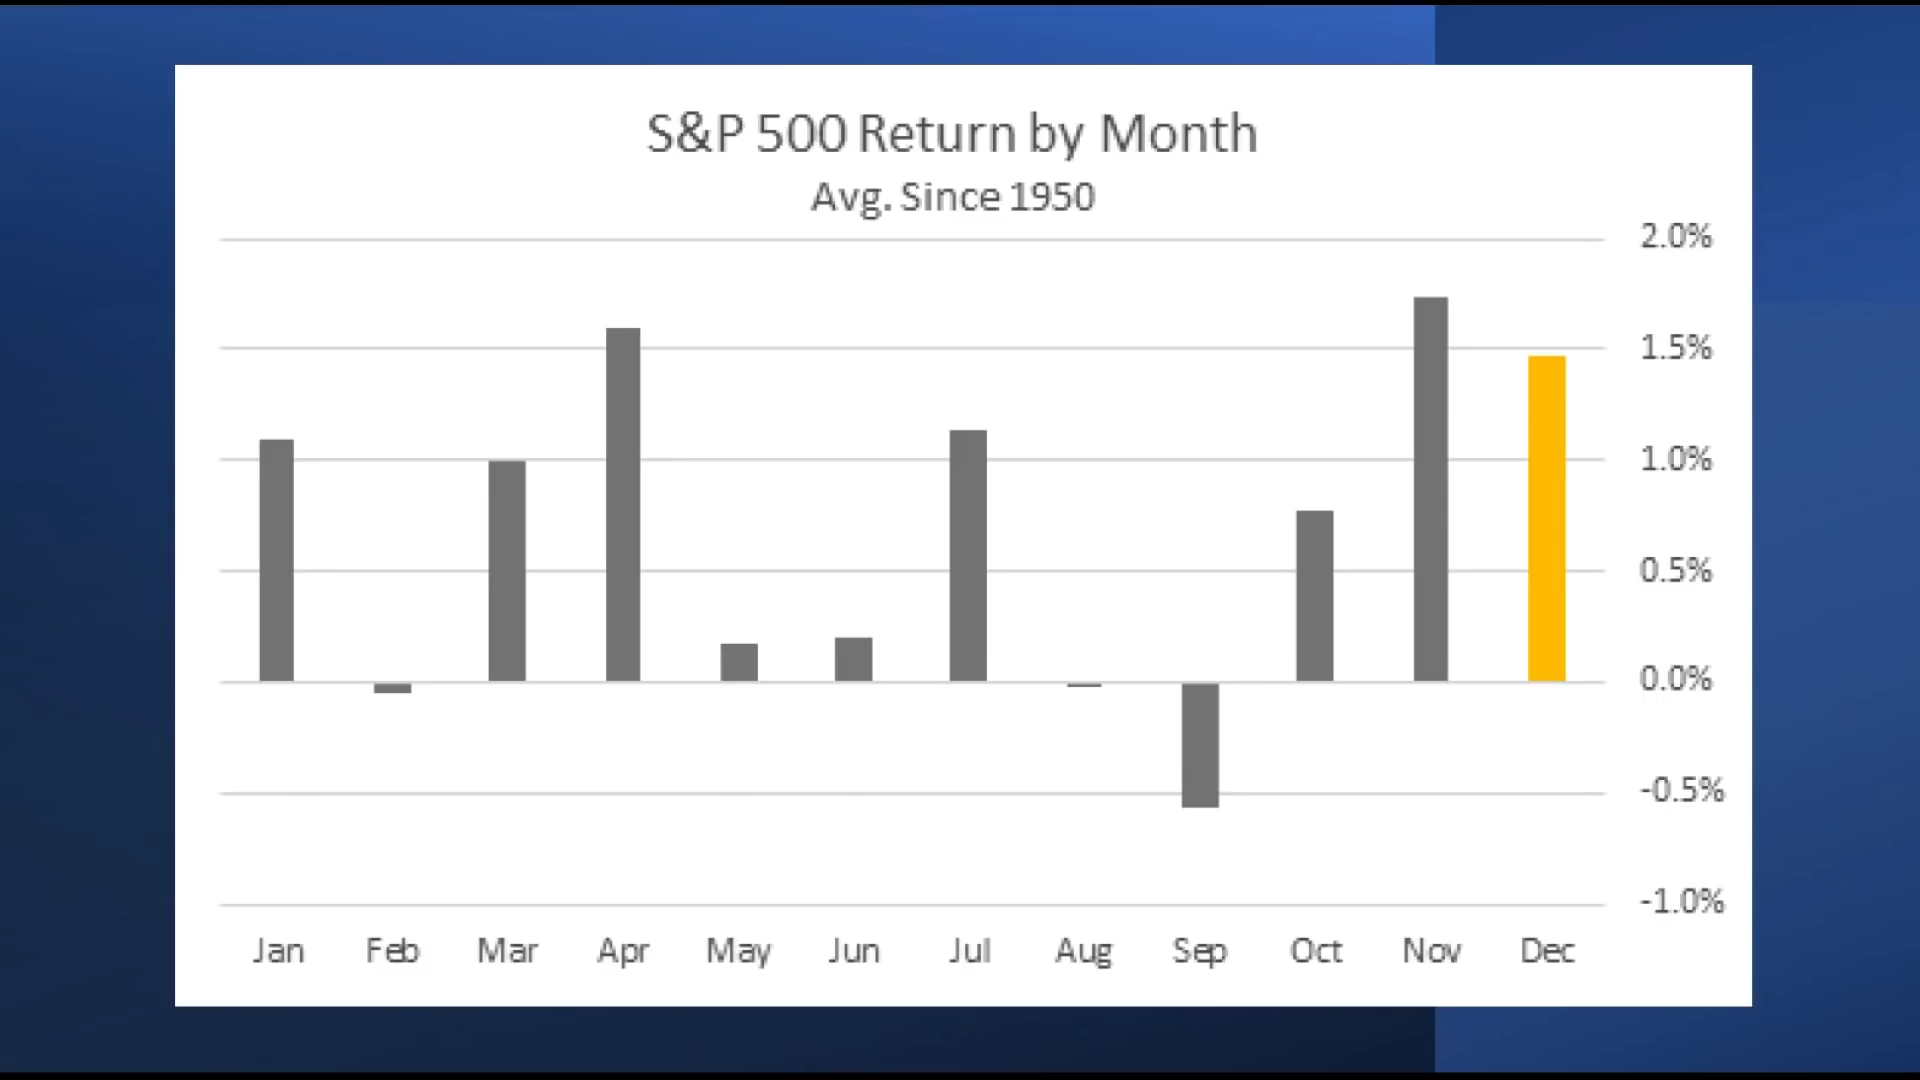 S&P 500 Return by Month
Avg. Since 1950
2.0%
1.5%
1.0%
0.5%
0.0%
-0.5%
-1.0%
Jan Feb Mar Apr May Jun Jul Aug Sep Oct Nov Dec